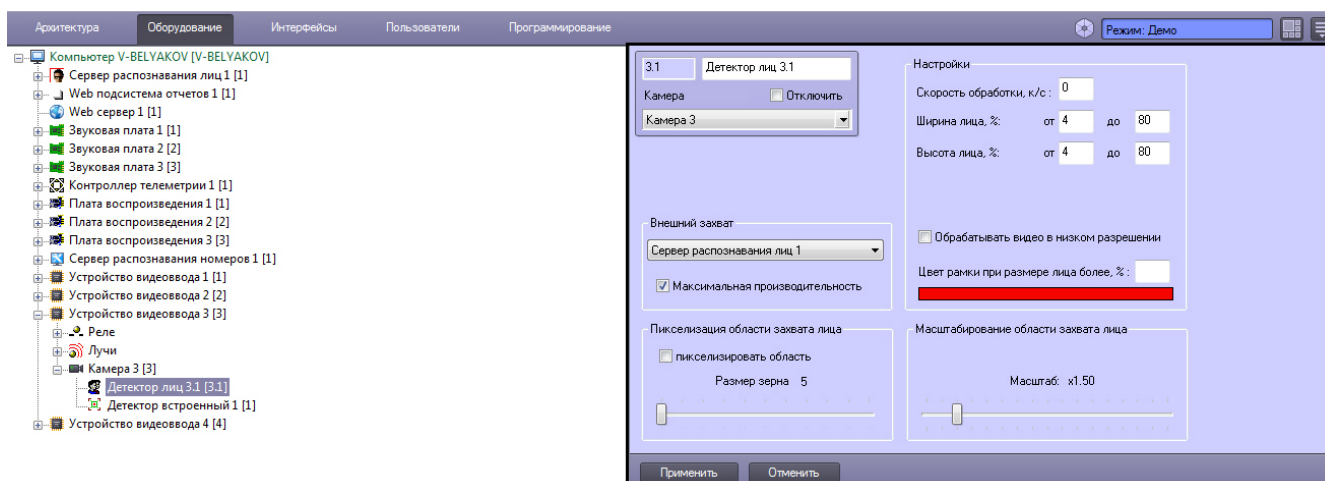 Архитектура Оборудование Интерфейсы Пользователи Программирование Режим: Демо
Компьютер V-BELYAKOV [V-BELYAKOV]
Сервер распознавания лиц 1 [1]
Web подсистема отчетов 1 [1]
Web сервер 1 [1]
Звуковая плата 1 [1]
Звуковая плата 2 [2]
Звуковая плата 3 [3]
Контроллер телеметрии 1 [1]
Плата воспроизведения 1 [1]
Плата воспроизведения 2 [2]
Плата воспроизведения 3 [3]
Сервер распознавания номеров 1 [1]
Устройство видеоввода 1 [1]
Устройство видеоввода 2 [2]
Устройство видеоввода 3 [3]
Реле
Лучи
Камера 3 [3]
Детектор лиц 3.1 [3.1]
Детектор встроенный 1 [1]
Устройство видеоввода 4 [4]
3.1 Детектор лиц 3.1
Камера Отключить
Камера 3
Внешний захват
Сервер распознавания лиц 1
Максимальная производительность
Пикселизация области захвата лица
пикселизировать область
Размер зерна 5
Настройки
Скорость обработки, к/с : 0
Ширина лица, %: от 4 до 80
Высота лица, %: от 4 до 80
Обрабатывать видео в низком разрешении
Цвет рамки при размере лица более, % :
Масштабирование области захвата лица
Масштаб: x1.50
Применить Отменить